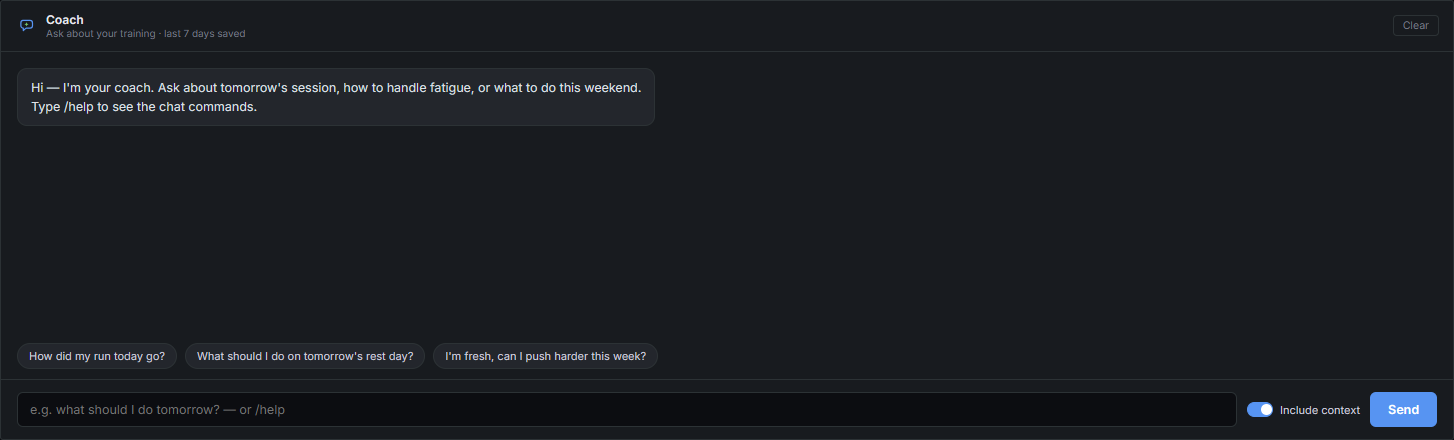 Coach
Ask about your training · last 7 days saved
Clear
Hi — I'm your coach. Ask about tomorrow's session, how to handle fatigue, or what to do this weekend.
Type /help to see the chat commands.
How did my run today go?
What should I do on tomorrow's rest day?
I'm fresh, can I push harder this week?
e.g. what should I do tomorrow? — or /help
Include context
Send